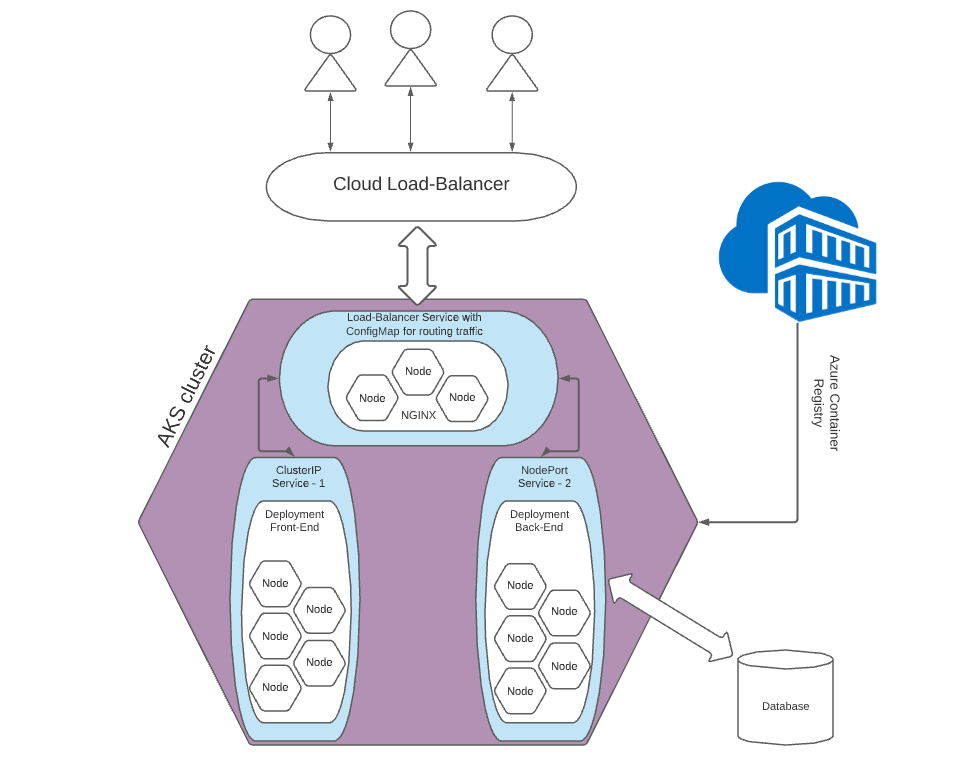 Cloud Load-Balancer
AKS cluster
Load-Balancer Service with
ConfigMap for routing traffic
Node
Node
Node
NGINX
Azure Container
Registry
ClusterIP
Service - 1
Deployment
Front-End
Node
Node
Node
Node
Node
NodePort
Service - 2
Deployment
Back-End
Node
Node
Node
Node
Node
Database